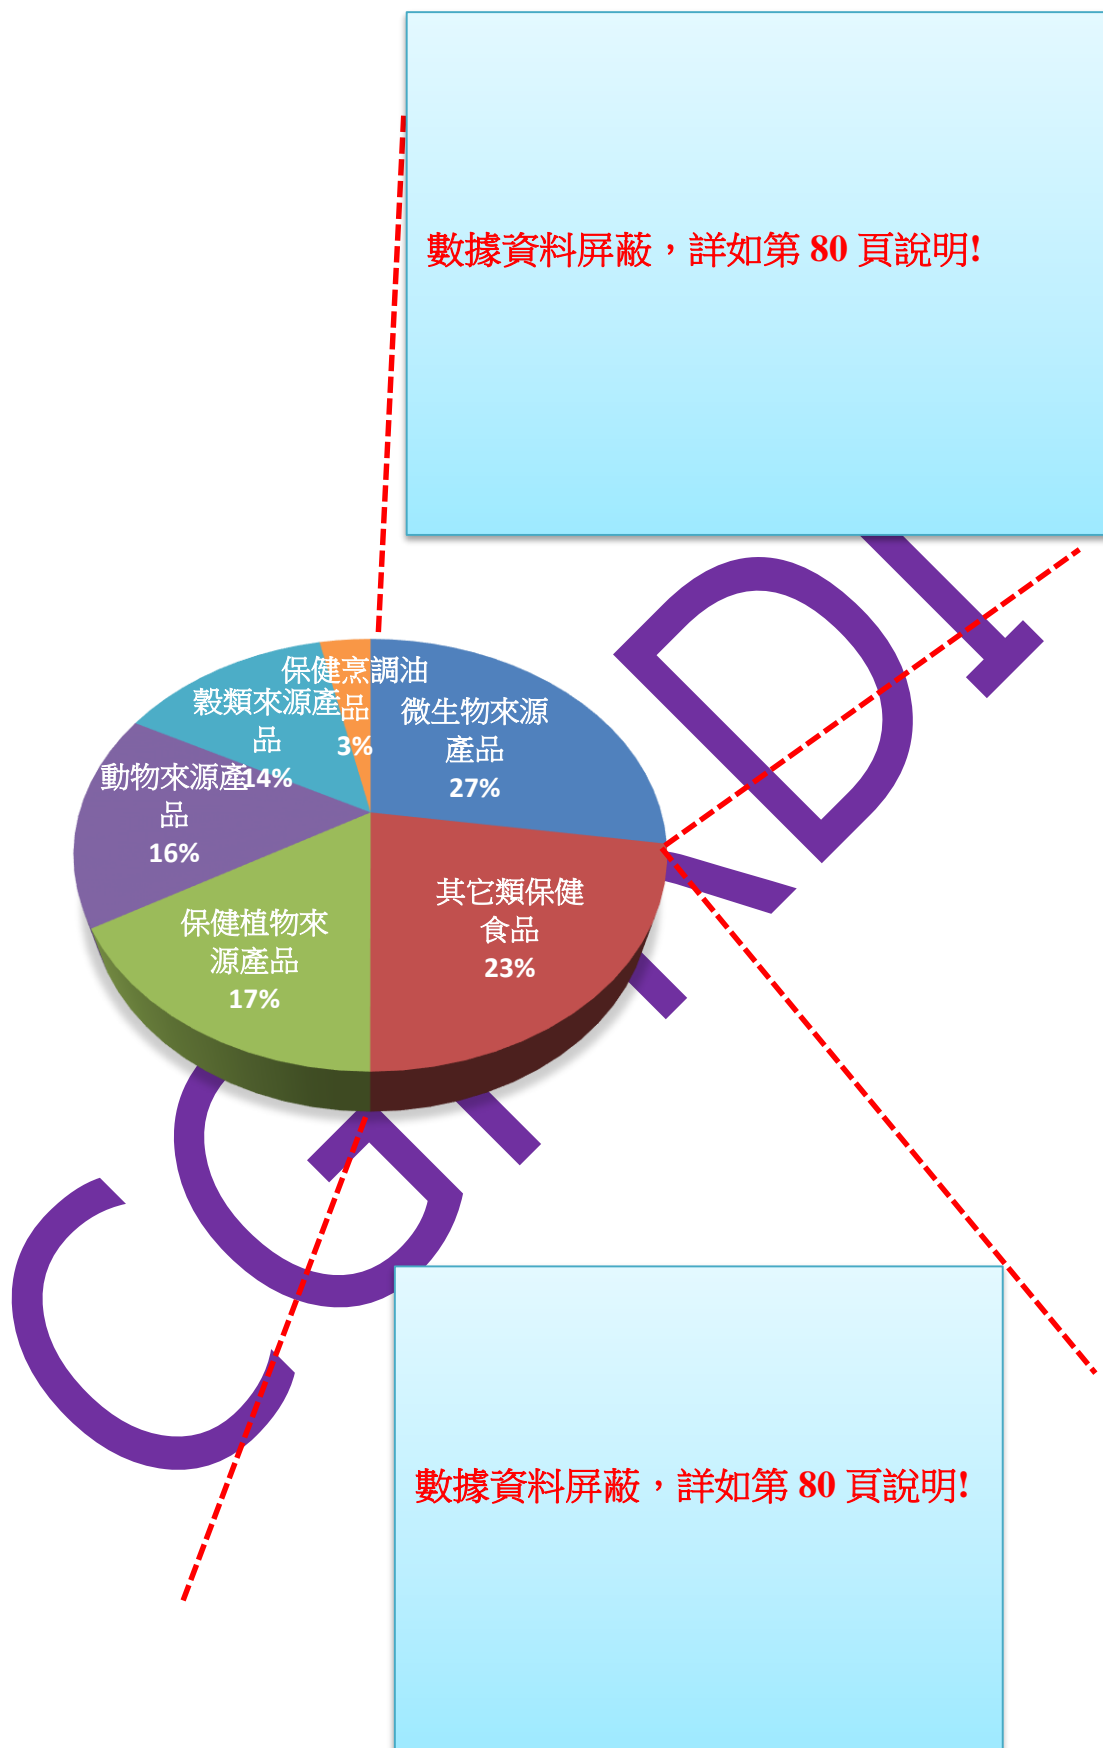 數據資料屏蔽，詳如第 80 頁說明!
保健烹調油
品
3%
穀類來源產
品
14%
微生物來源
產品
27%
動物來源產
品
16%
其它類保健
食品
23%
保健植物來
源產品
17%
數據資料屏蔽，詳如第 80 頁說明!